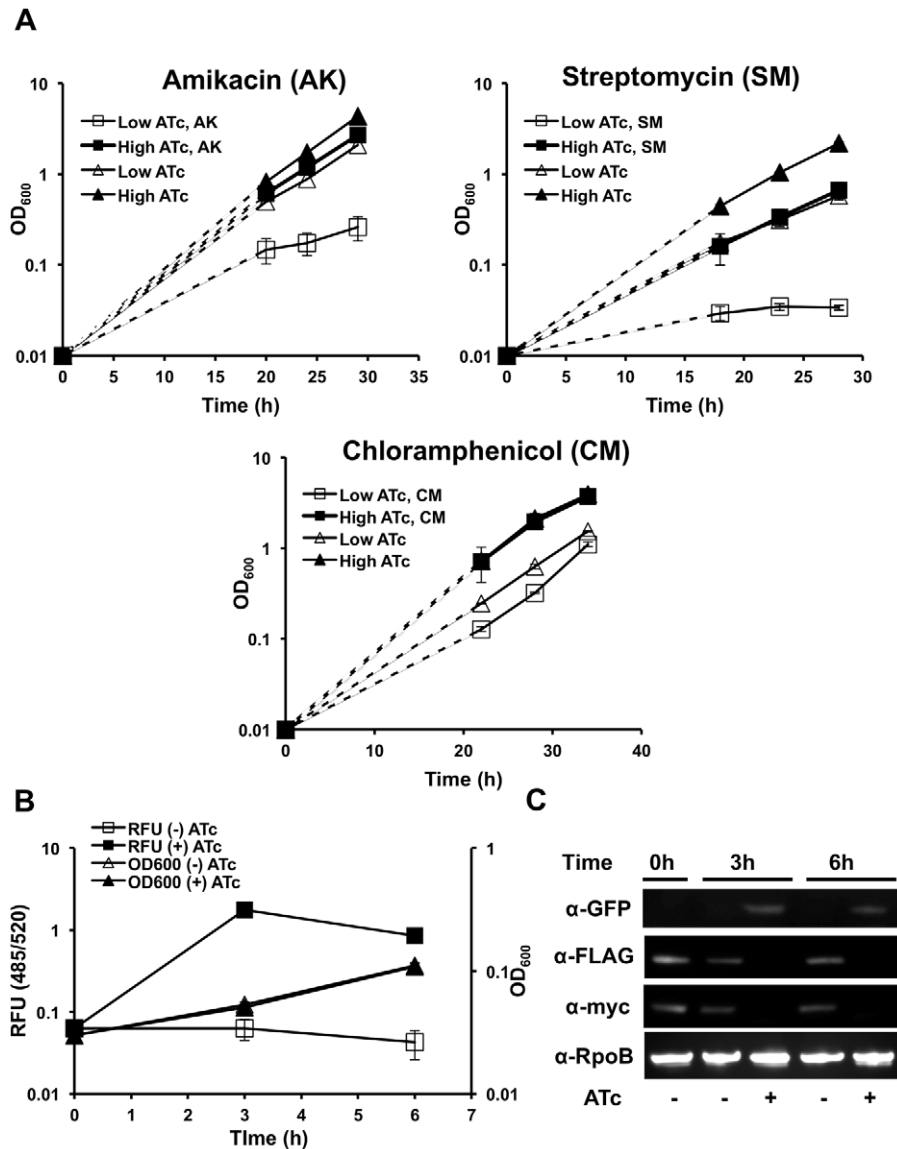 A
Amikacin (AK)
10
1
0.1
0.01
OD600
Low ATc, AK
High ATc, AK
Low ATc
High ATc
0 5 10 15 20 25 30 35
Time (h)
Streptomycin (SM)
10
1
0.1
0.01
OD600
Low ATc, SM
High ATc, SM
Low ATc
High ATc
0 5 10 15 20 25 30
Time (h)
Chloramphenicol (CM)
10
1
0.1
0.01
OD600
Low ATc, CM
High ATc, CM
Low ATc
High ATc
0 10 20 30 40
Time (h)
B
RFU (-) ATc
RFU (+) ATc
OD600 (-) ATc
OD600 (+) ATc
10
1
0.1
0.01
RFU (485/520)
1
0.1
0.01
OD600
0 1 2 3 4 5 6 7
TIme (h)
C
Time 0h 3h 6h
α-GFP
α-FLAG
α-myc
α-RpoB
ATc - - + - +